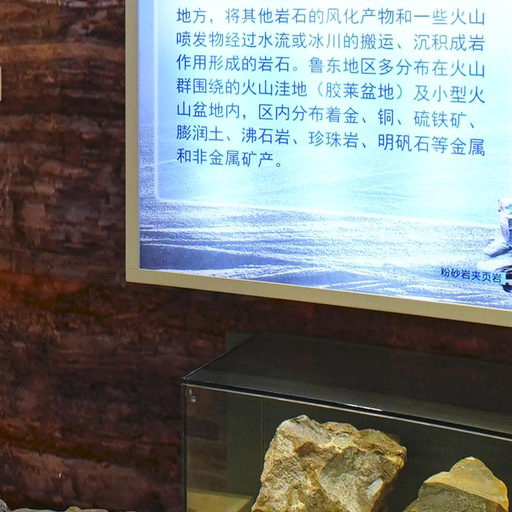 地方，将其他岩石的风化产物和一些火山
喷发物经过水流或冰川的搬运、沉积成岩
作用形成的岩石。鲁东地区多分布在火山
群围绕的火山洼地（胶莱盆地）及小型火
山盆地内，区内分布着金、铜、硫铁矿、
膨润土、沸石岩、珍珠岩、明矾石等金属
和非金属矿产。
粉砂岩夹页岩